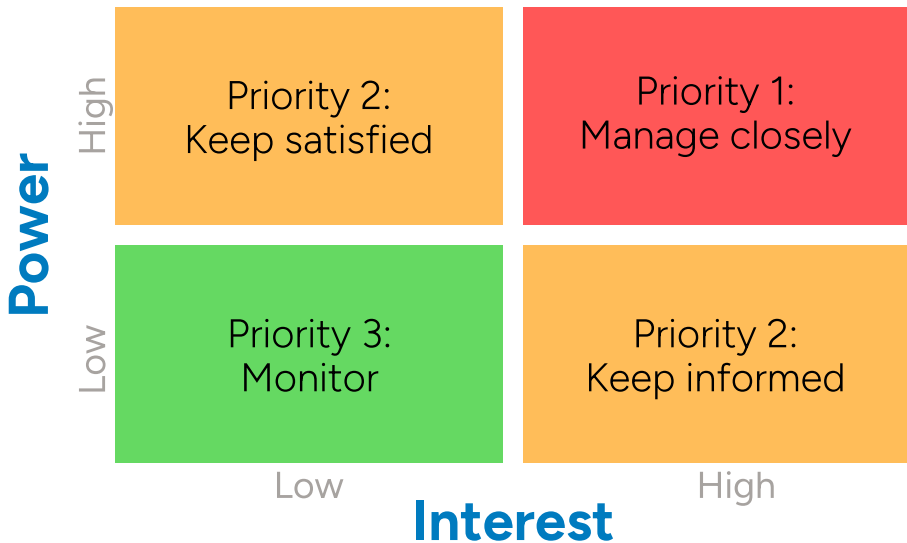 High
Priority 2:
Keep satisfied
Priority 1:
Manage closely
Power
Low
Priority 3:
Monitor
Priority 2:
Keep informed
Low
High
Interest